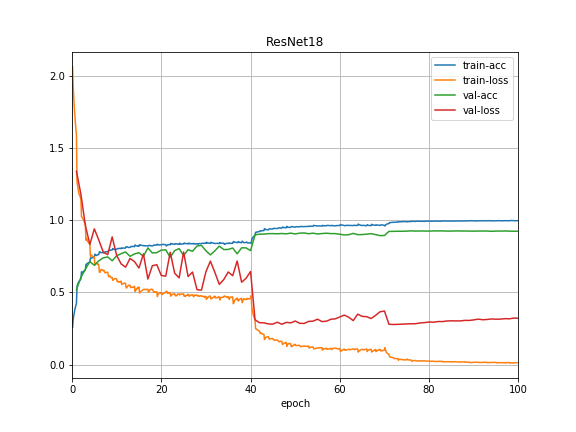 ResNet18
train-acc
train-loss
val-acc
val-loss
2.0
1.5
1.0
0.5
0.0
0 20 40 60 80 100
epoch